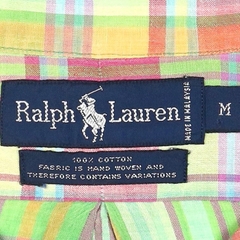 Ralph Lauren
MADE IN MALAYSIA
M
100% COTTON
FABRIC IS HAND WOVEN AND
THEREFORE CONTAINS VARIATIONS